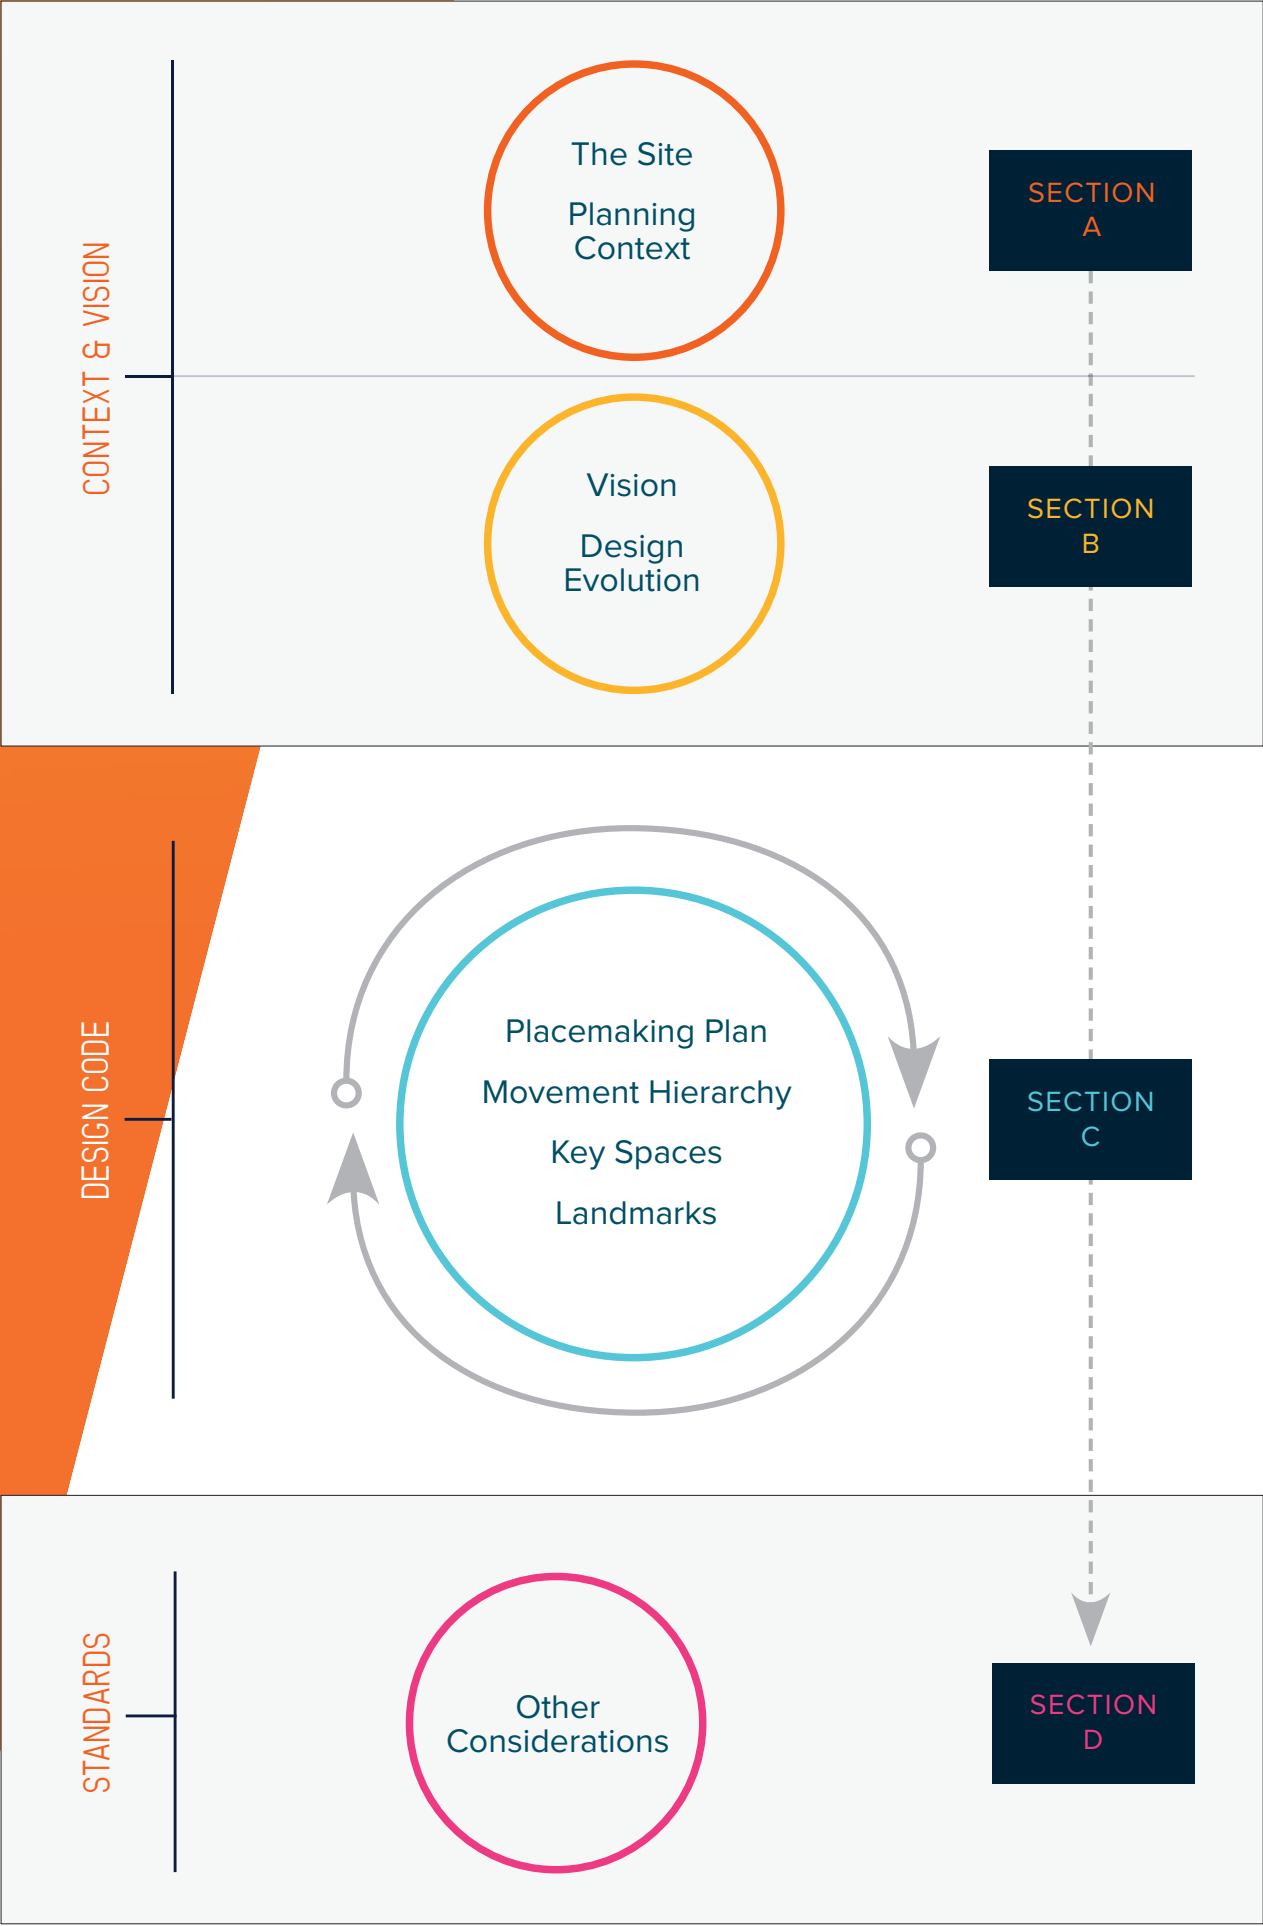 CONTEXT & VISION
The Site
Planning
Context
SECTION
A
Vision
Design
Evolution
SECTION
B
DESIGN CODE
Placemaking Plan
Movement Hierarchy
Key Spaces
Landmarks
SECTION
C
STANDARDS
Other
Considerations
SECTION
D